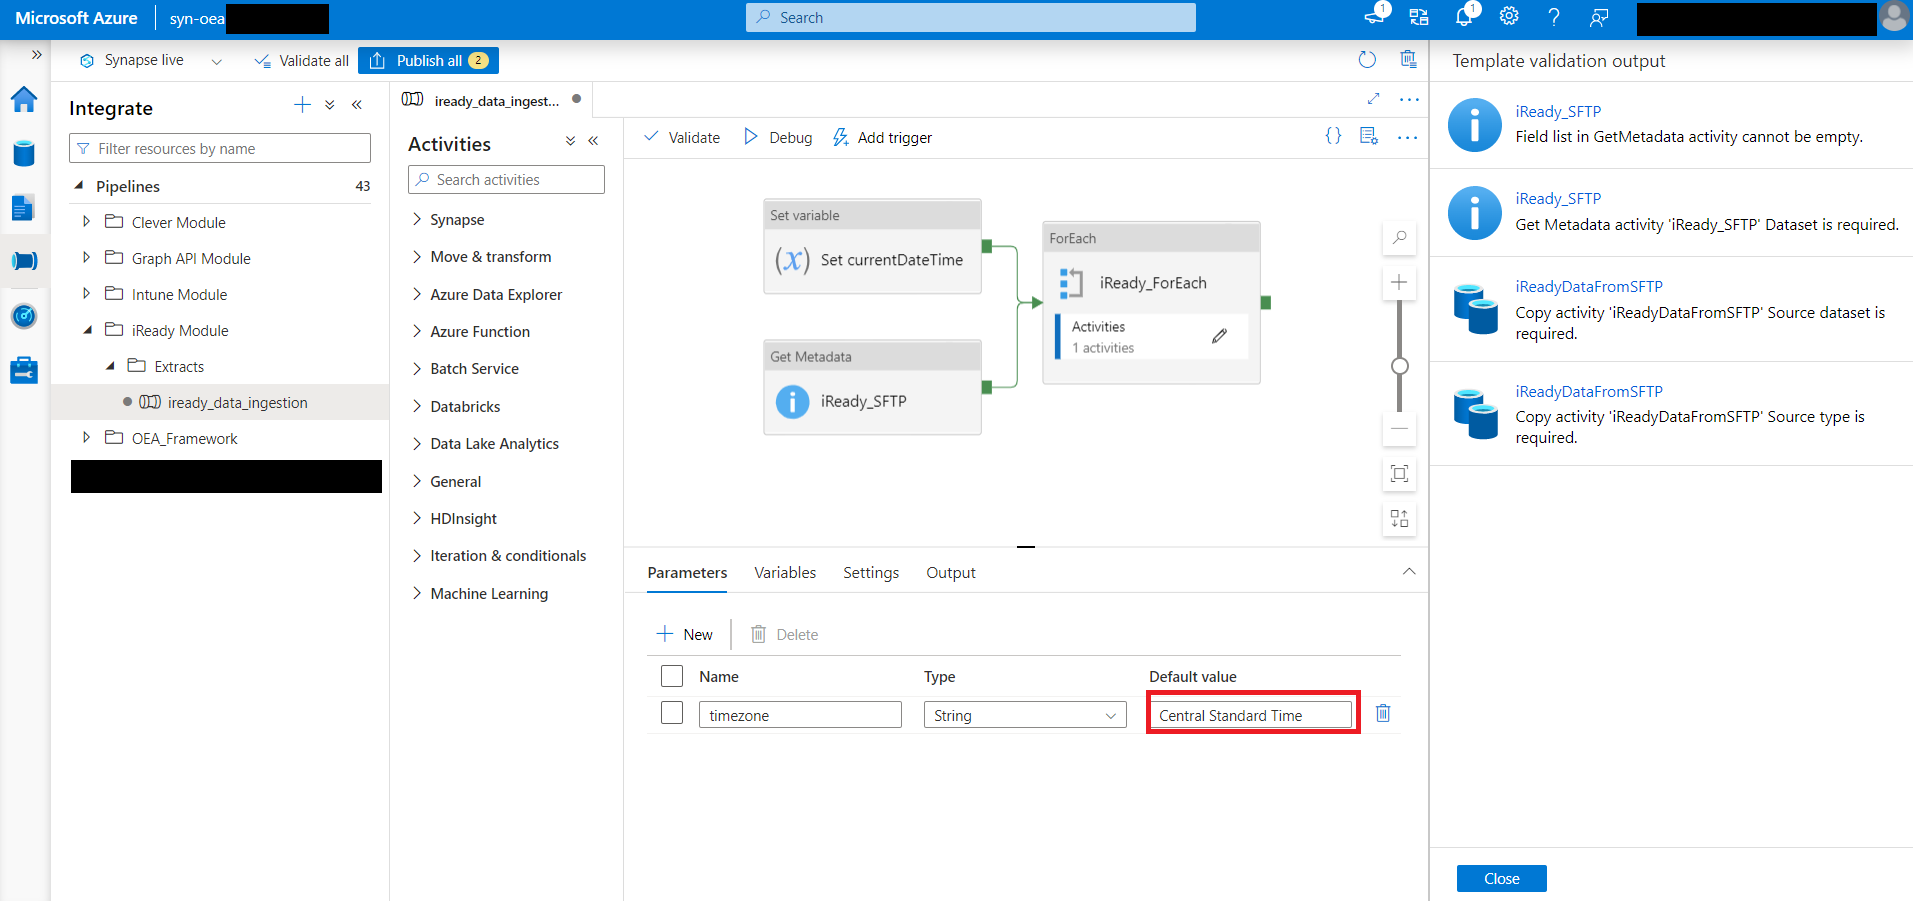 Microsoft Azure
syn-oea
Search
1
1
Synapse live
Validate all
Publish all 2
Template validation output
Integrate
Filter resources by name
Pipelines 43
Clever Module
Graph API Module
Intune Module
iReady Module
Extracts
iready_data_ingestion
OEA_Framework
iready_data_ingest...
Activities
Search activities
Synapse
Move & transform
Azure Data Explorer
Azure Function
Batch Service
Databricks
Data Lake Analytics
General
HDInsight
Iteration & conditionals
Machine Learning
Validate
Debug
Add trigger
Set variable
(x) Set currentDateTime
Get Metadata
iReady_SFTP
ForEach
iReady_ForEach
Activities
1 activities
Parameters Variables Settings Output
New Delete
Name Type Default value
timezone String Central Standard Time
iReady_SFTP
Field list in GetMetadata activity cannot be empty.
iReady_SFTP
Get Metadata activity 'iReady_SFTP' Dataset is required.
iReadyDataFromSFTP
Copy activity 'iReadyDataFromSFTP' Source dataset is
required.
iReadyDataFromSFTP
Copy activity 'iReadyDataFromSFTP' Source type is
required.
Close